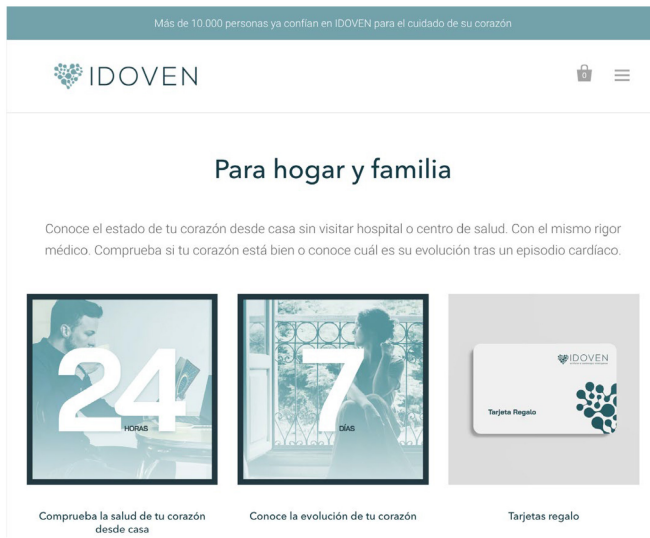 Más de 10.000 personas ya confían en IDOVEN para el cuidado de su corazón
IDOVEN
0
Para hogar y familia
Conoce el estado de tu corazón desde casa sin visitar hospital o centro de salud. Con el mismo rigor
médico. Comprueba si tu corazón está bien o conoce cuál es su evolución tras un episodio cardíaco.
24
HORAS
7
DÍAS
IDOVEN
Tarjeta Regalo
Comprueba la salud de tu corazón
desde casa
Conoce la evolución de tu corazón
Tarjetas regalo